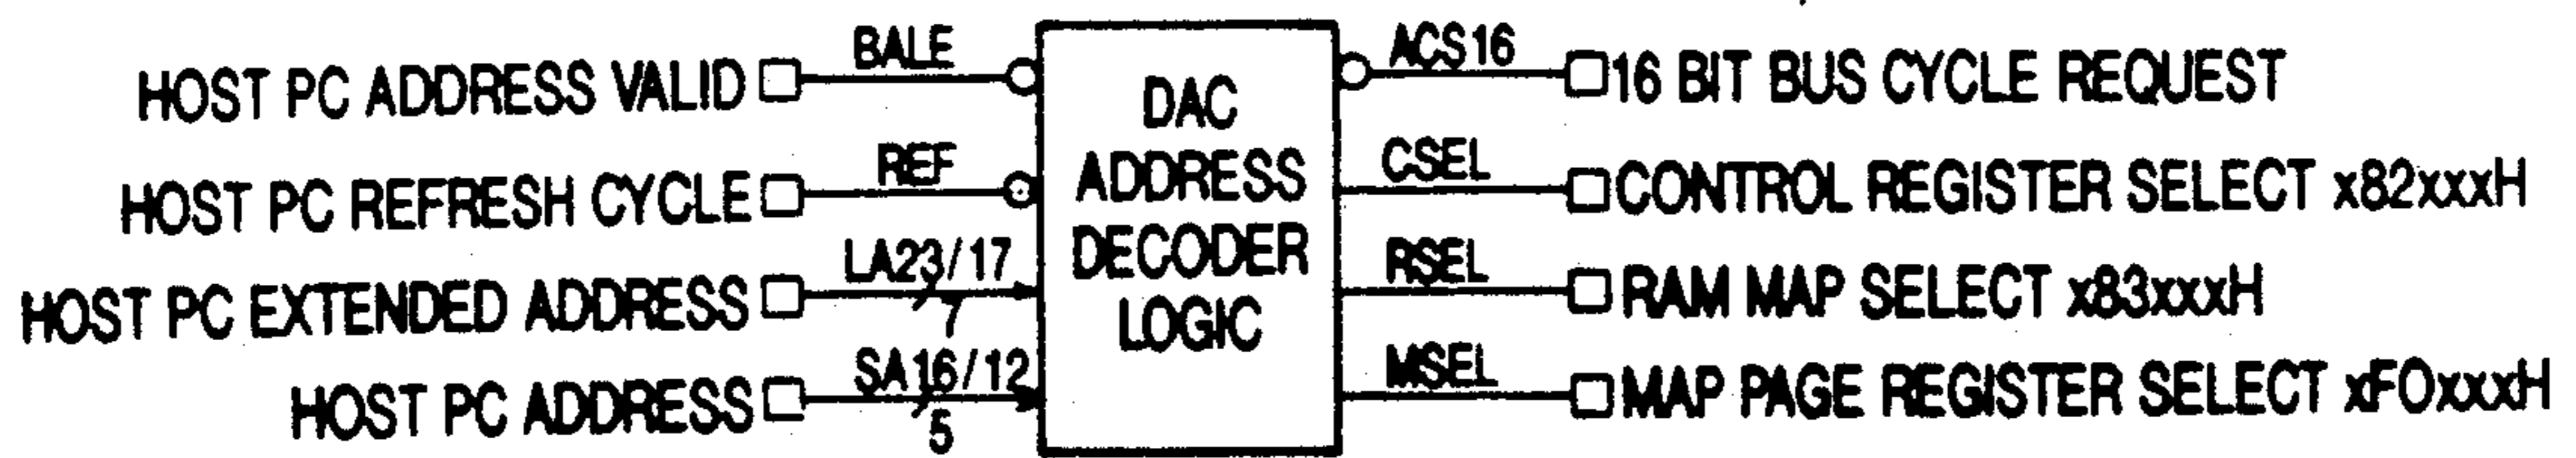 HOST PC ADDRESS VALID
BALE
HOST PC REFRESH CYCLE
REF
HOST PC EXTENDED ADDRESS
LA23/17
7
HOST PC ADDRESS
SA16/12
5
DAC
ADDRESS
DECODER
LOGIC
ACS16
16 BIT BUS CYCLE REQUEST
CSEL
CONTROL REGISTER SELECT x82xxxH
RSEL
RAM MAP SELECT x83xxxH
MSEL
MAP PAGE REGISTER SELECT xF0xxxH